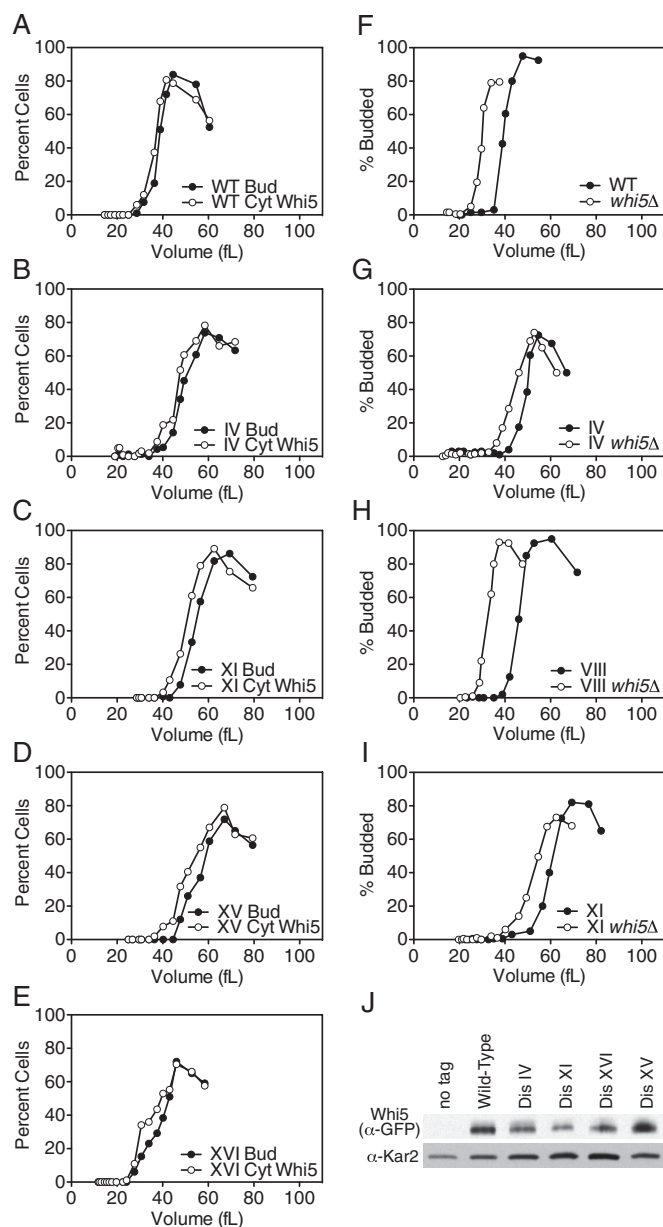 A
100
80
60
40
20
0
Percent Cells
WT Bud
WT Cyt Whi5
0 20 40 60 80 100
Volume (fL)
B
100
80
60
40
20
0
Percent Cells
IV Bud
IV Cyt Whi5
0 20 40 60 80 100
Volume (fL)
C
100
80
60
40
20
0
Percent Cells
XI Bud
XI Cyt Whi5
0 20 40 60 80 100
Volume (fL)
D
100
80
60
40
20
0
Percent Cells
XV Bud
XV Cyt Whi5
0 20 40 60 80 100
Volume (fL)
E
100
80
60
40
20
0
Percent Cells
XVI Bud
XVI Cyt Whi5
0 20 40 60 80 100
Volume (fL)
F
100
80
60
40
20
0
% Budded
WT
whi5Δ
0 20 40 60 80 100
Volume (fL)
G
100
80
60
40
20
0
% Budded
IV
IV whi5Δ
0 20 40 60 80 100
Volume (fL)
H
100
80
60
40
20
0
% Budded
VIII
VIII whi5Δ
0 20 40 60 80 100
Volume (fL)
I
100
80
60
40
20
0
% Budded
XI
XI whi5Δ
0 20 40 60 80 100
Volume (fL)
J
no tag
Wild-Type
Dis IV
Dis XI
Dis XVI
Dis XV
Whi5
(α-GFP)
α-Kar2